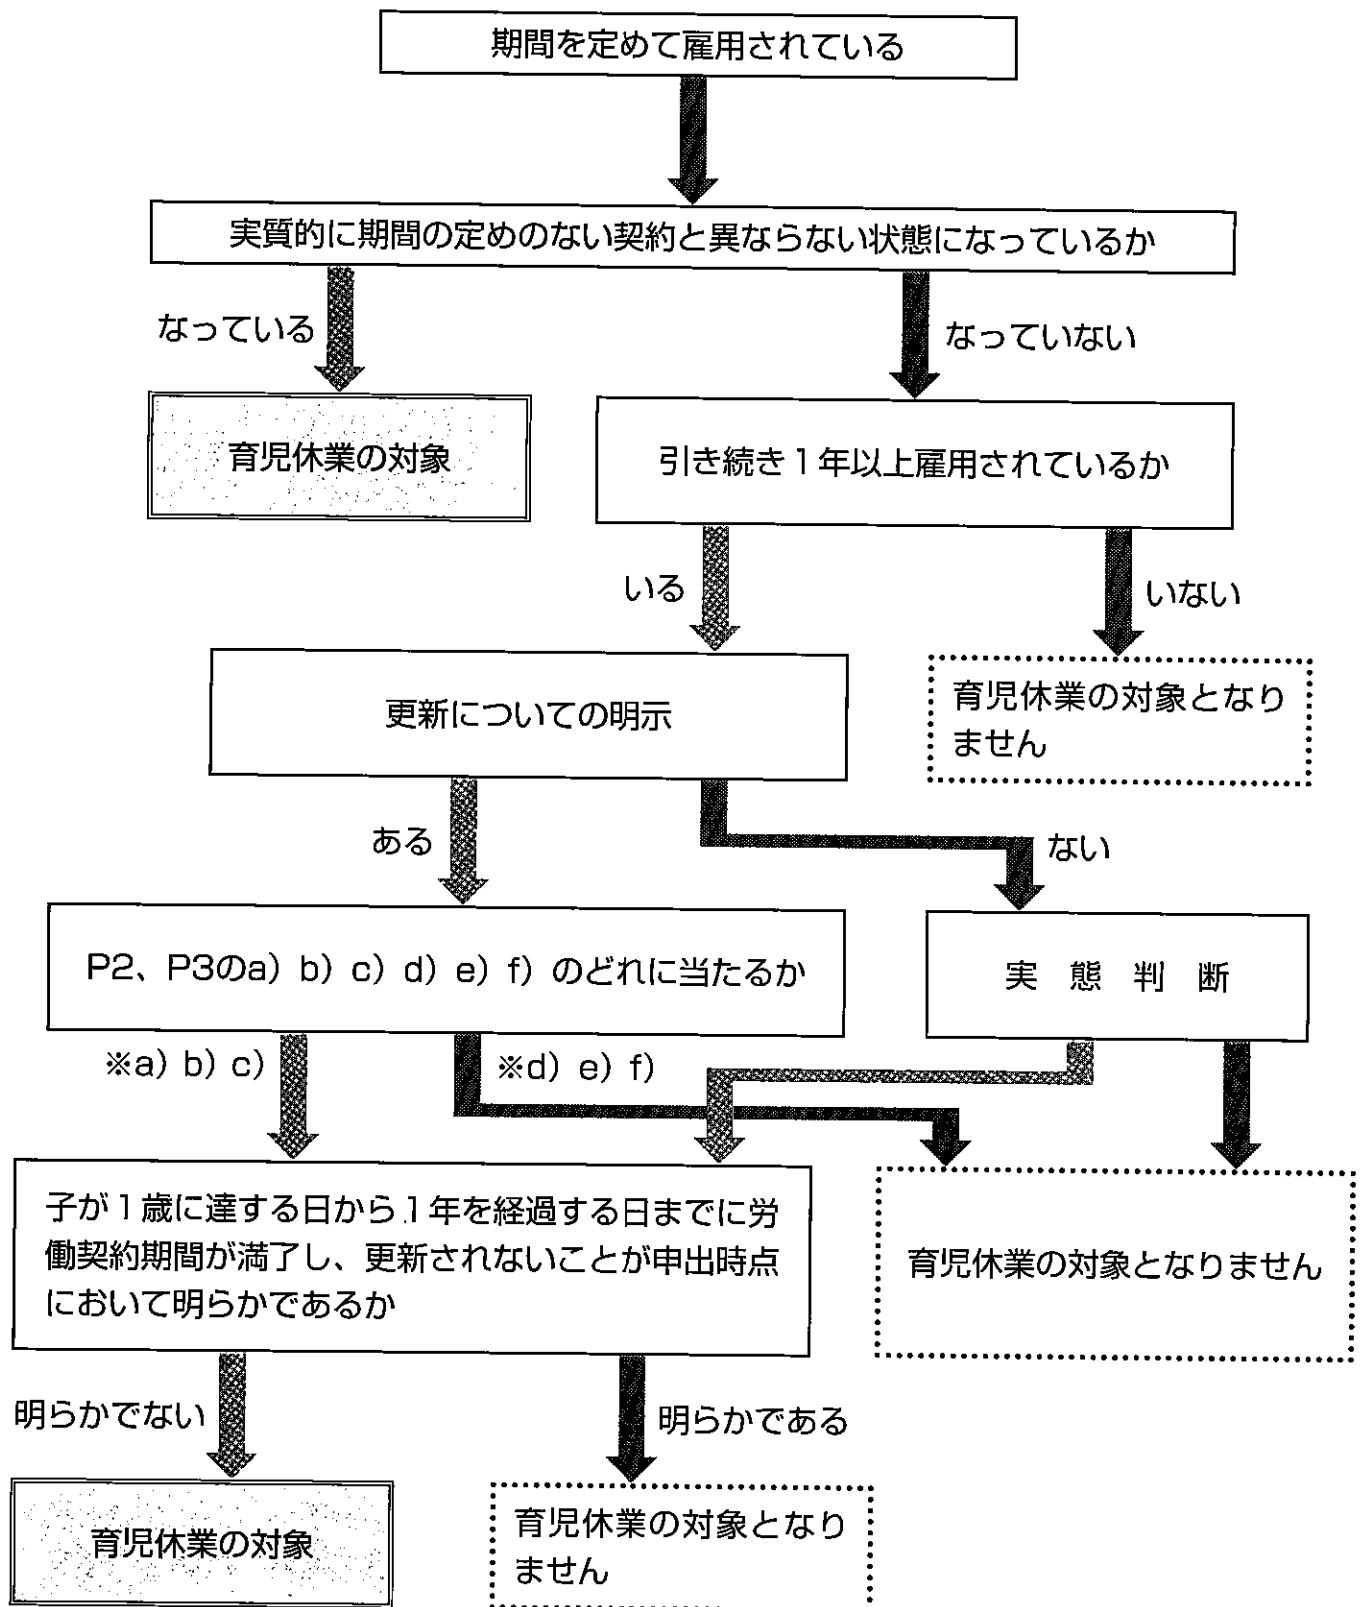 期間を定めて雇用されている
実質的に期間の定めのない契約と異ならない状態になっているか
なっている
なっていない
育児休業の対象
引き続き1年以上雇用されているか
いる
いない
更新についての明示
育児休業の対象となり
ません
ある
ない
P2、P3のa）b）c）d）e）f）のどれに当たるか
実態判断
※a）b）c）
※d）e）f）
子が1歳に達する日から1年を経過する日までに労
働契約期間が満了し、更新されないことが申出時点
において明らかであるか
育児休業の対象となりません
明らかでない
明らかである
育児休業の対象
育児休業の対象となり
ません